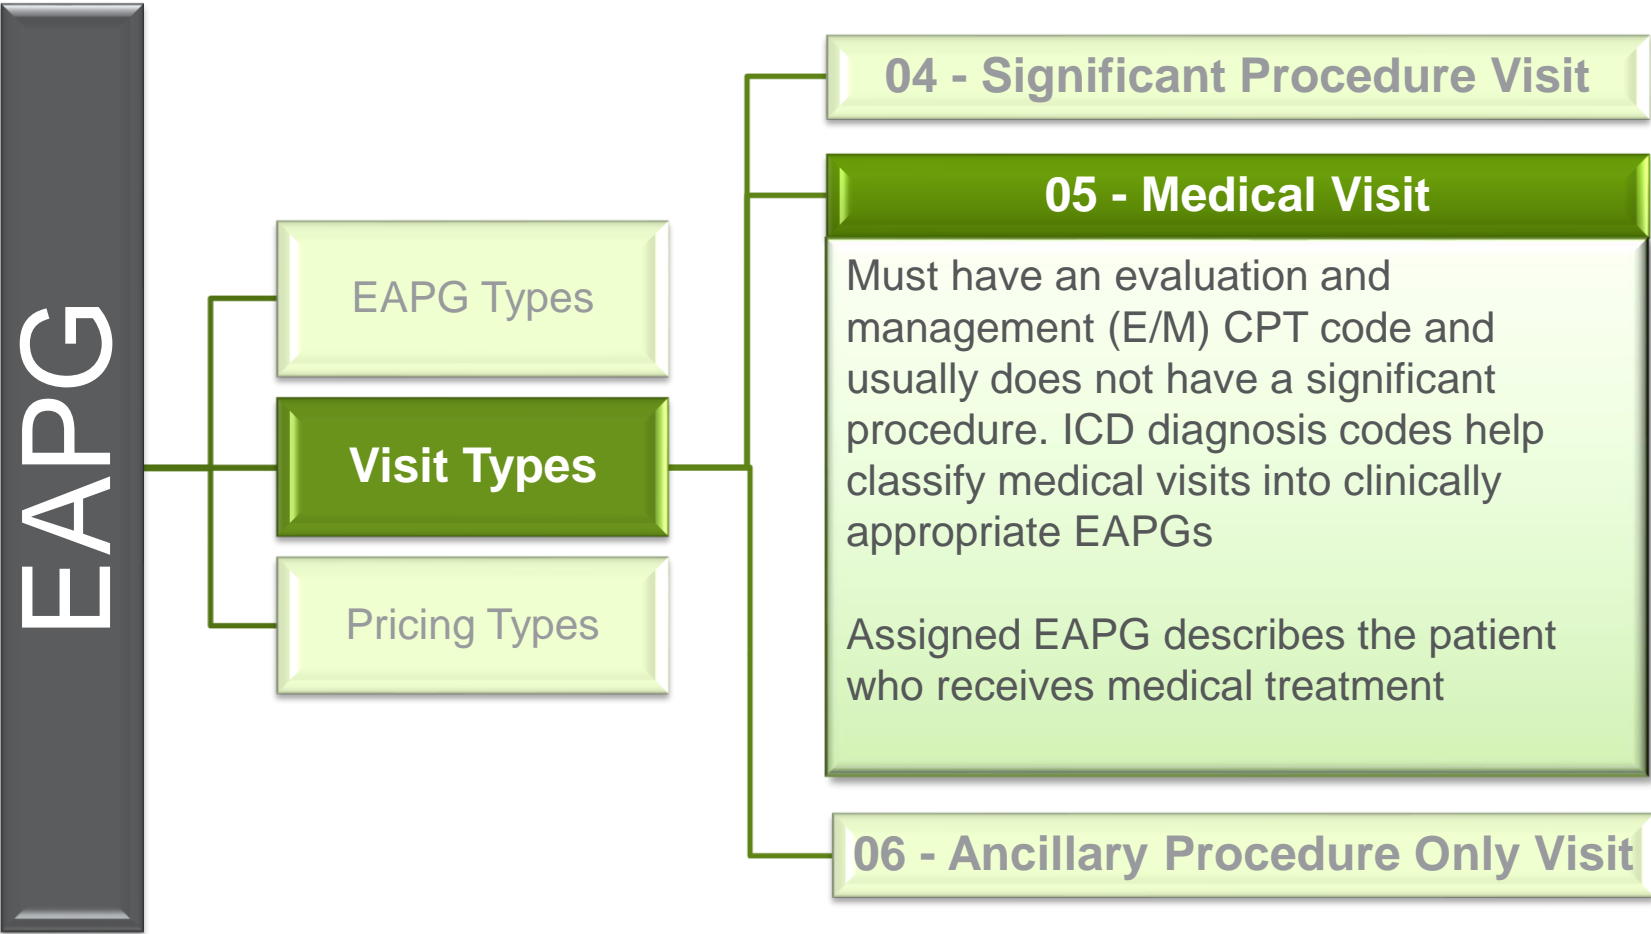 EAPG
EAPG Types
Visit Types
Pricing Types
04 - Significant Procedure Visit
05 - Medical Visit
Must have an evaluation and
management (E/M) CPT code and
usually does not have a significant
procedure. ICD diagnosis codes help
classify medical visits into clinically
appropriate EAPGs
Assigned EAPG describes the patient
who receives medical treatment
06 - Ancillary Procedure Only Visit